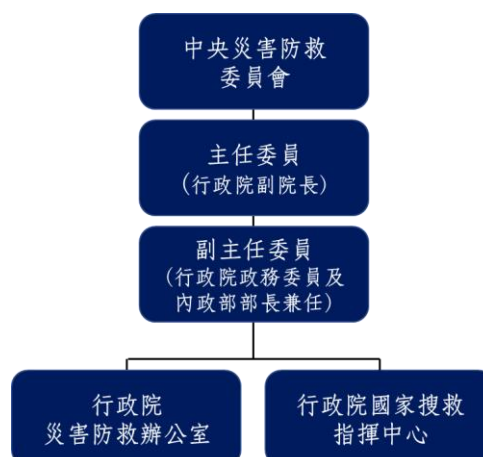 中央災害防救
委員會
主任委員
(行政院副院長)
副主任委員
(行政院政務委員及
內政部部長兼任)
行政院
災害防救辦公室
行政院國家搜救
指揮中心